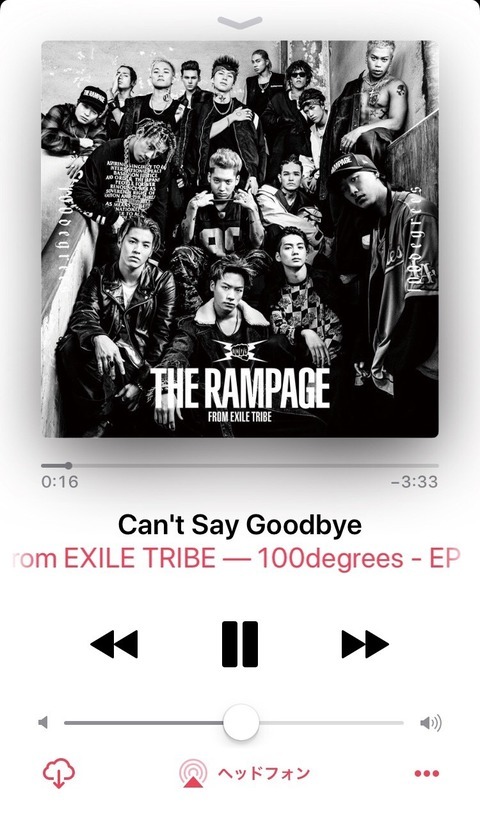 THE RAMPAGE
FROM EXILE TRIBE
100degrees
0:16
-3:33
Can't Say Goodbye
rom EXILE TRIBE — 100degrees - EP
ヘッドフォン